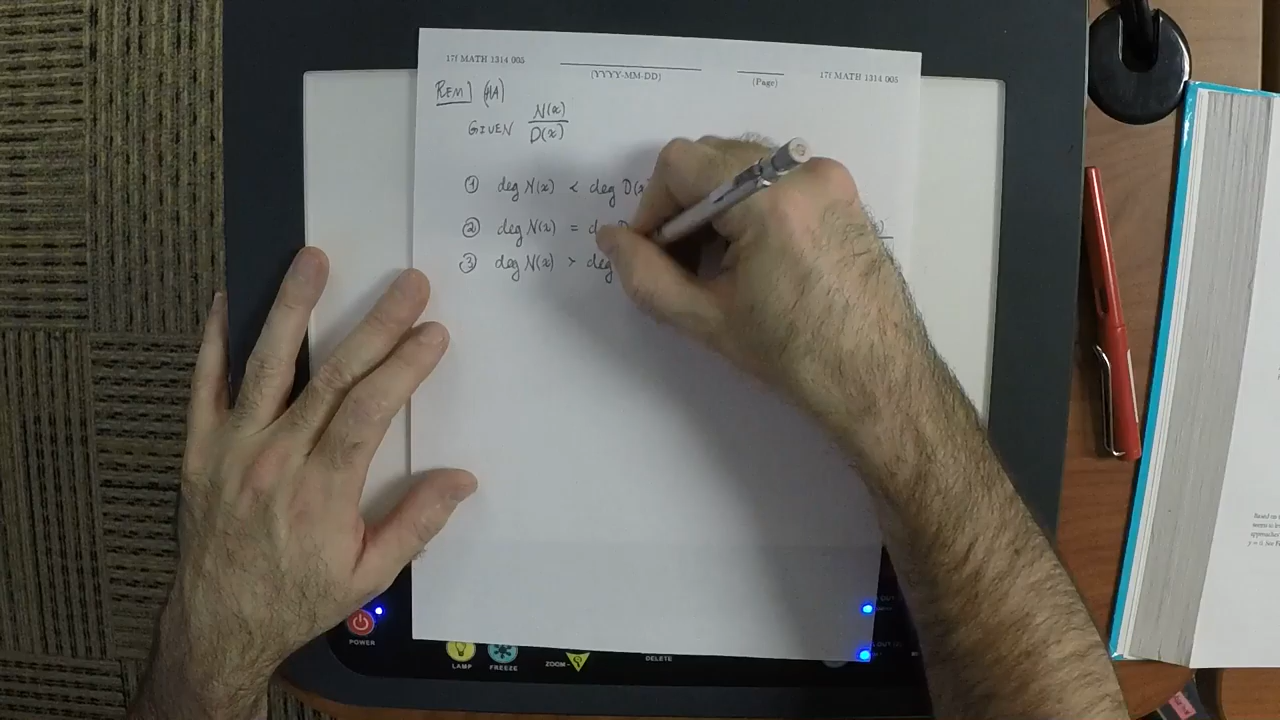 17f MATH 1314 005 (YYYY-MM-DD) (Page) 17f MATH 1314 005
REM] (HA)
GIVEN N(x)
D(x)
① deg N(x) < deg D(x
② deg N(x) = deg D
③ deg N(x) > deg
POWER
LAMP
FREEZE
ZOOM
DELETE